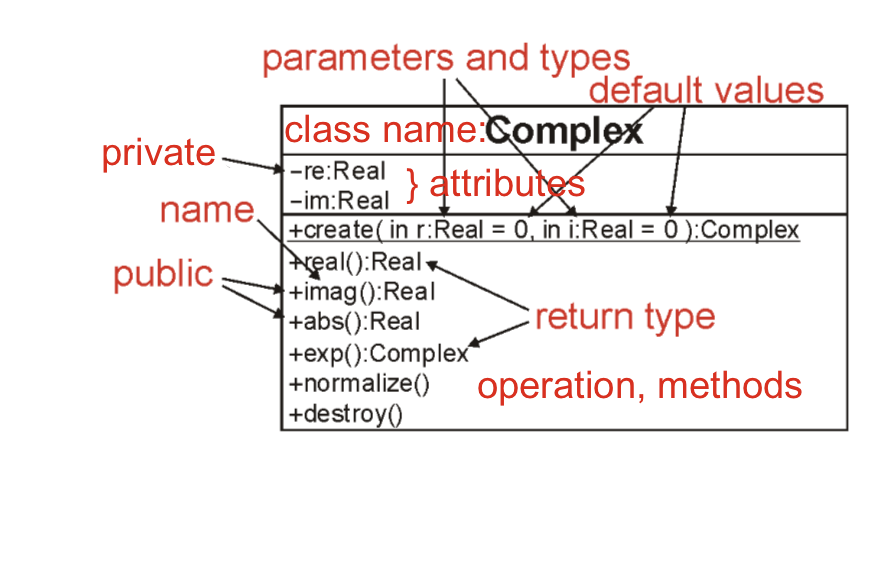 parameters and types
default values
class name:Complex
private
−re:Real
} attributes
−im:Real
name
+create( in r:Real = 0, in i:Real = 0 ):Complex
+real():Real
public
+imag():Real
+abs():Real
return type
+exp():Complex
+normalize()
operation, methods
+destroy()